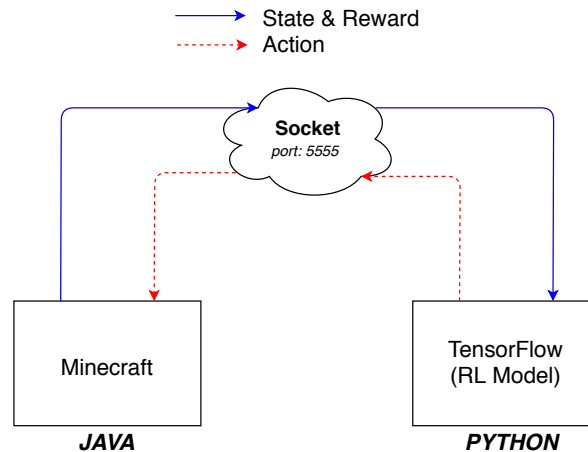 State & Reward
Action
Socket
port: 5555
Minecraft
TensorFlow
(RL Model)
JAVA
PYTHON